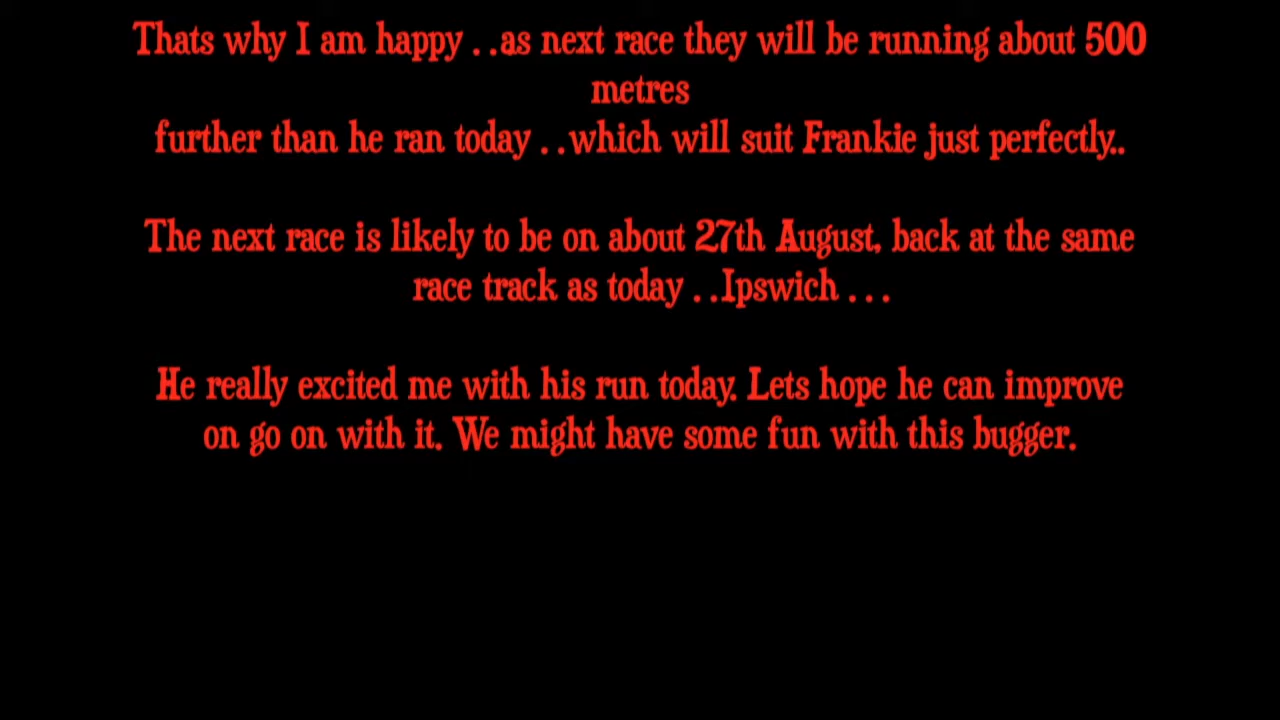 Thats why I am happy . .as next race they will be running about 500
metres
further than he ran today . .which will suit Frankie just perfectly..
The next race is likely to be on about 27th August, back at the same
race track as today . .Ipswich . . .
He really excited me with his run today. Lets hope he can improve
on go on with it. We might have some fun with this bugger.